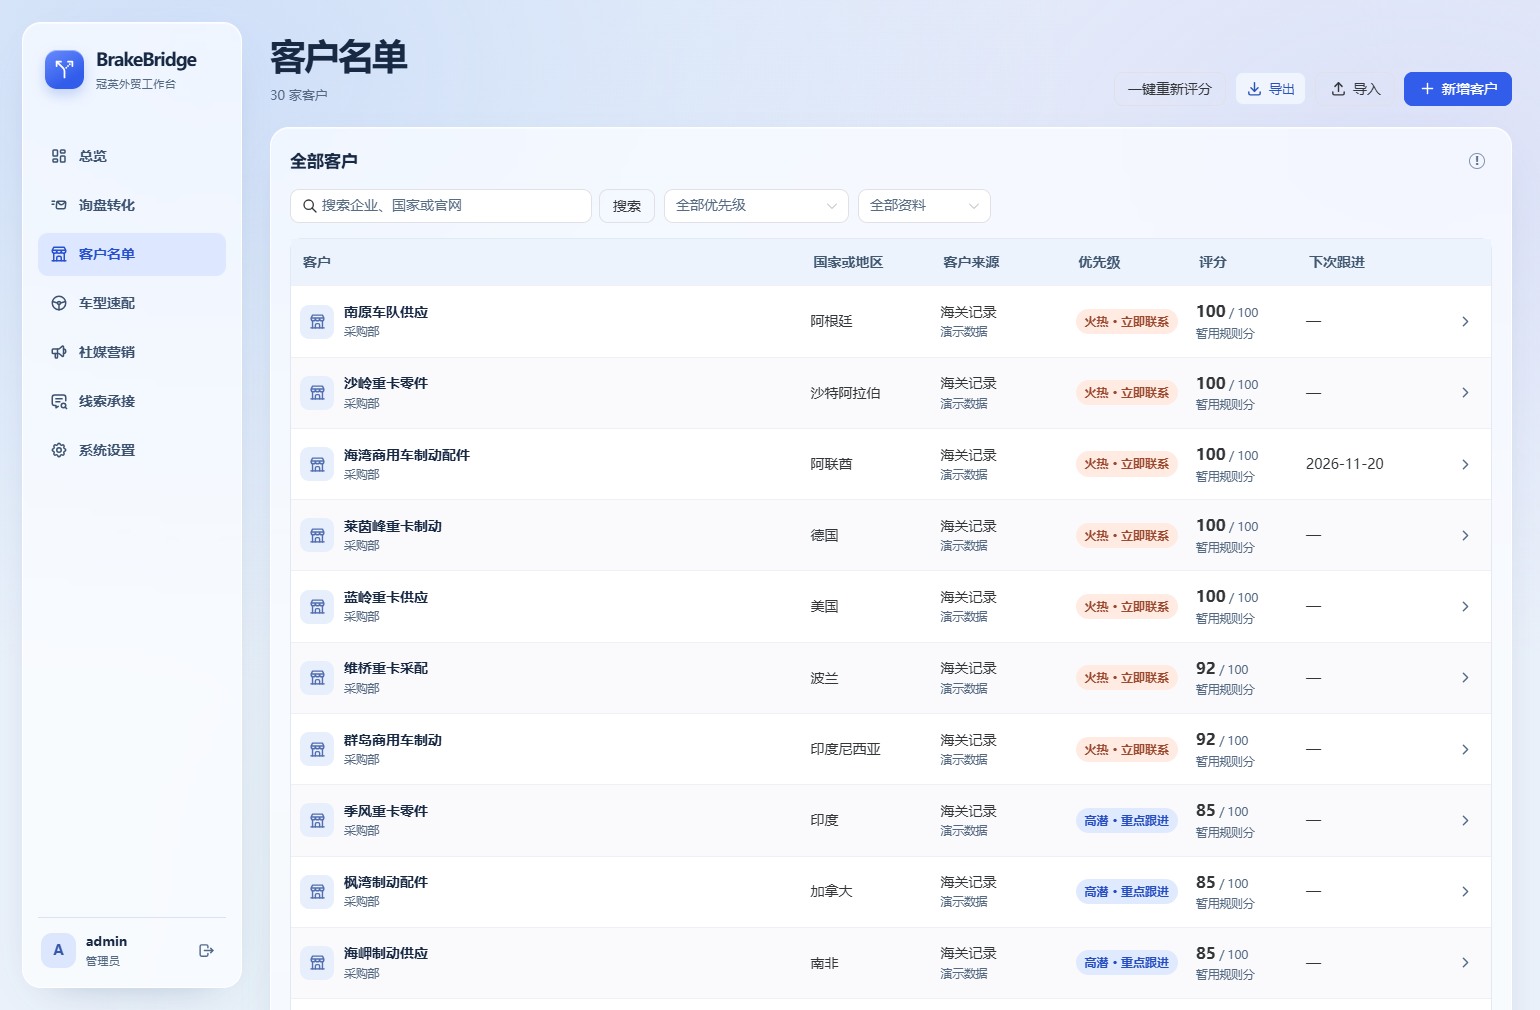 BrakeBridge
冠英外贸工作台
总览
询盘转化
客户名单
车型速配
社媒营销
线索承接
系统设置
A
admin
管理员
客户名单
30 家客户
一键重新评分
导出
导入
新增客户
全部客户
搜索企业、国家或官网
搜索
全部优先级
全部资料
客户 国家或地区 客户来源 优先级 评分 下次跟进
南原车队供应 阿根廷 海关记录 火热·立即联系 100 / 100 —
采购部 演示数据 暂用规则分
沙岭重卡零件 沙特阿拉伯 海关记录 火热·立即联系 100 / 100 —
采购部 演示数据 暂用规则分
海湾商用车制动配件 阿联酋 海关记录 火热·立即联系 100 / 100 2026-11-20
采购部 演示数据 暂用规则分
莱茵峰重卡制动 德国 海关记录 火热·立即联系 100 / 100 —
采购部 演示数据 暂用规则分
蓝岭重卡供应 美国 海关记录 火热·立即联系 100 / 100 —
采购部 演示数据 暂用规则分
维桥重卡采配 波兰 海关记录 火热·立即联系 92 / 100 —
采购部 演示数据 暂用规则分
群岛商用车制动 印度尼西亚 海关记录 火热·立即联系 92 / 100 —
采购部 演示数据 暂用规则分
季风重卡零件 印度 海关记录 高潜·重点跟进 85 / 100 —
采购部 演示数据 暂用规则分
枫湾制动配件 加拿大 海关记录 高潜·重点跟进 85 / 100 —
采购部 演示数据 暂用规则分
海岬制动供应 南非 海关记录 高潜·重点跟进 85 / 100 —
采购部 演示数据 暂用规则分